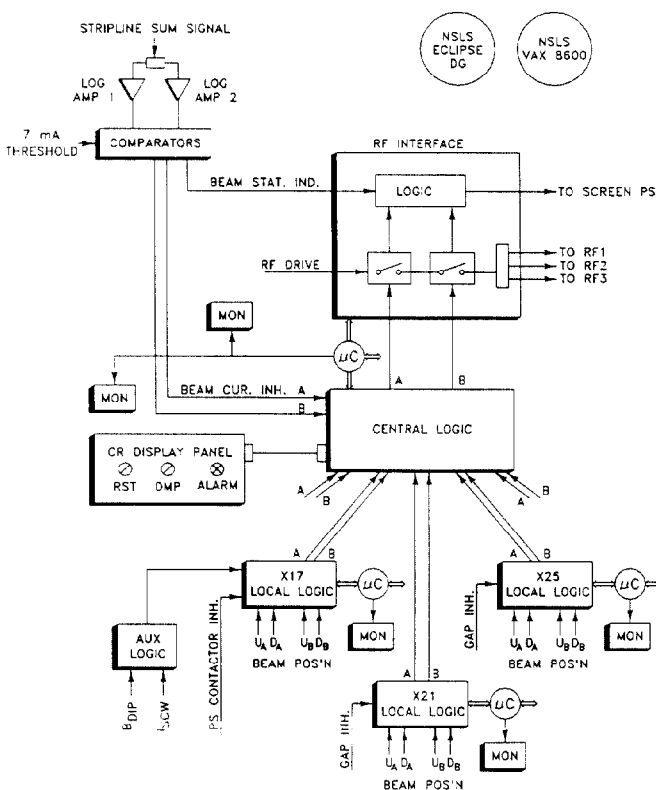 STRIPLINE SUM SIGNAL
NSLS
ECLIPSE
DG
NSLS
VAX 8600
LOG
AMP 1
LOG
AMP 2
7 mA
THRESHOLD
COMPARATORS
RF INTERFACE
BEAM STAT. IND.
LOGIC
TO SCREEN PS
RF DRIVE
TO RF1
TO RF2
TO RF3
MON
μC
MON
BEAM CUR. INH. A
B
A
B
CENTRAL LOGIC
CR DISPLAY PANEL
RST
DMP
ALARM
A
B
B
A
A
B
A
B
A
B
X17
LOCAL LOGIC
μC
X25
LOCAL LOGIC
μC
AUX
LOGIC
PS CONTACTOR INH.
UA DA
UB DB
BEAM POS'N
MON
GAP INH.
UA DA
UB DB
BEAM POS'N
MON
BDIP
ISCW
X21
LOCAL LOGIC
μC
GAP INH.
UA DA
UB DB
BEAM POS'N
MON